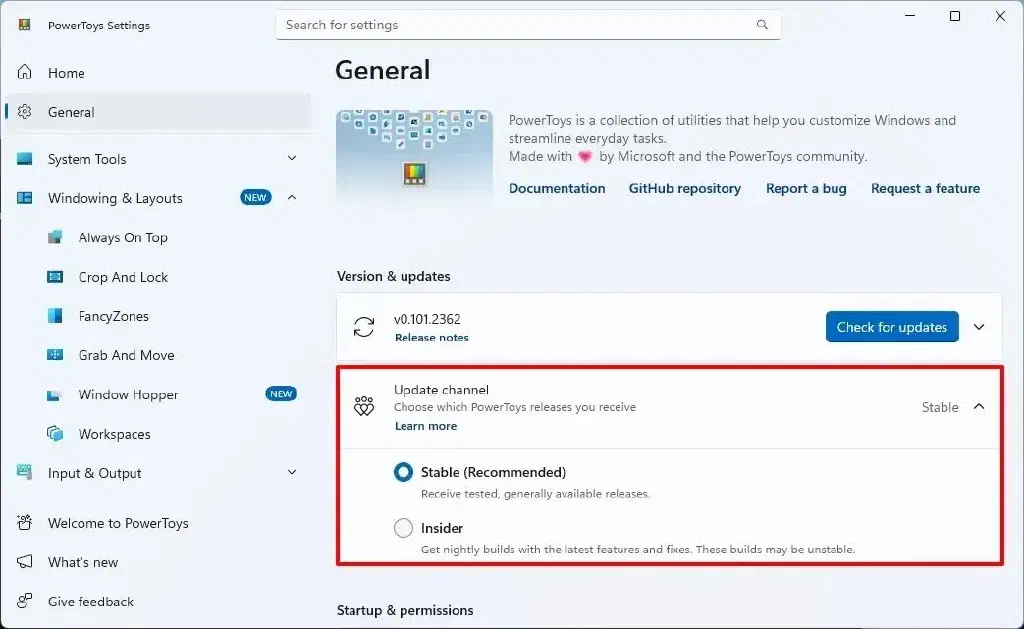 PowerToys Settings
Search for settings
Home
General
System Tools
Windowing & Layouts
NEW
Always On Top
Crop And Lock
FancyZones
Grab And Move
Window Hopper
NEW
Workspaces
Input & Output
Welcome to PowerToys
What's new
Give feedback
General
PowerToys is a collection of utilities that help you customize Windows and
streamline everyday tasks.
Made with 💗 by Microsoft and the PowerToys community.
Documentation
GitHub repository
Report a bug
Request a feature
Version & updates
v0.101.2362
Release notes
Check for updates
Update channel
Choose which PowerToys releases you receive
Learn more
Stable
Stable (Recommended)
Receive tested, generally available releases.
Insider
Get nightly builds with the latest features and fixes. These builds may be unstable.
Startup & permissions